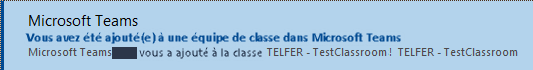 Microsoft Teams
Vous avez été ajouté(e) à une équipe de classe dans Microsoft Teams
Microsoft Teams vous a ajouté à la classe TELFER - TestClassroom! TELFER - TestClassroom